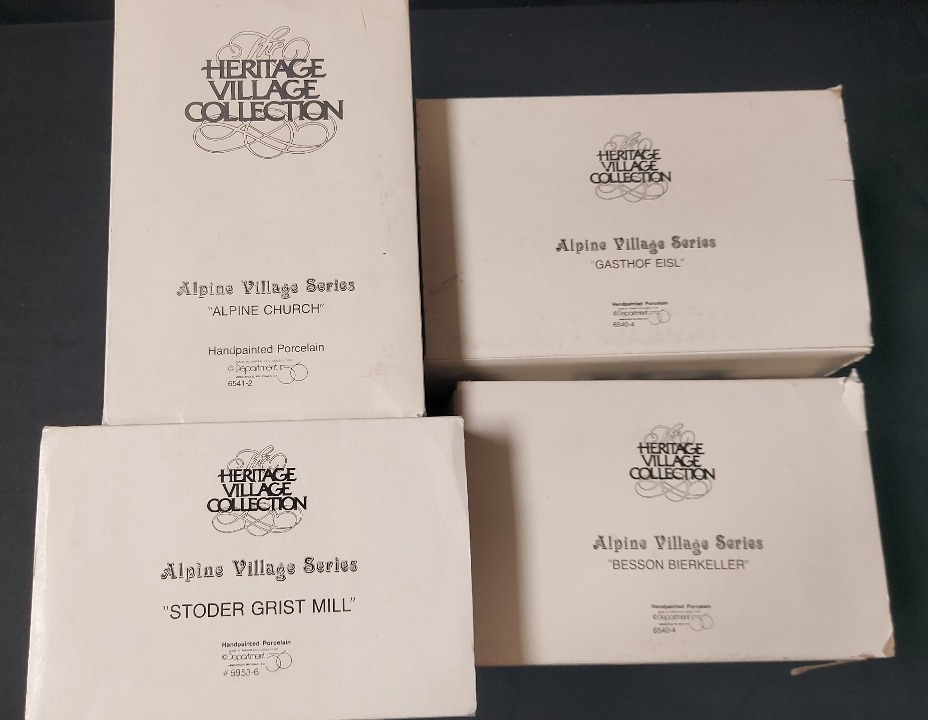 The
HERITAGE
VILLAGE
COLLECTION
Alpine Village Series
"ALPINE CHURCH"
Handpainted Porcelain
©Department 56
6541-2
The
HERITAGE
VILLAGE
COLLECTION
Alpine Village Series
"GASTHOF EISL"
Handpainted Porcelain
©Department 56
6540-4
The
HERITAGE
VILLAGE
COLLECTION
Alpine Village Series
"STODER GRIST MILL"
Handpainted Porcelain
©Department 56
# 5953-6
The
HERITAGE
VILLAGE
COLLECTION
Alpine Village Series
"BESSON BIERKELLER"
Handpainted Porcelain
©Department 56
6540-4